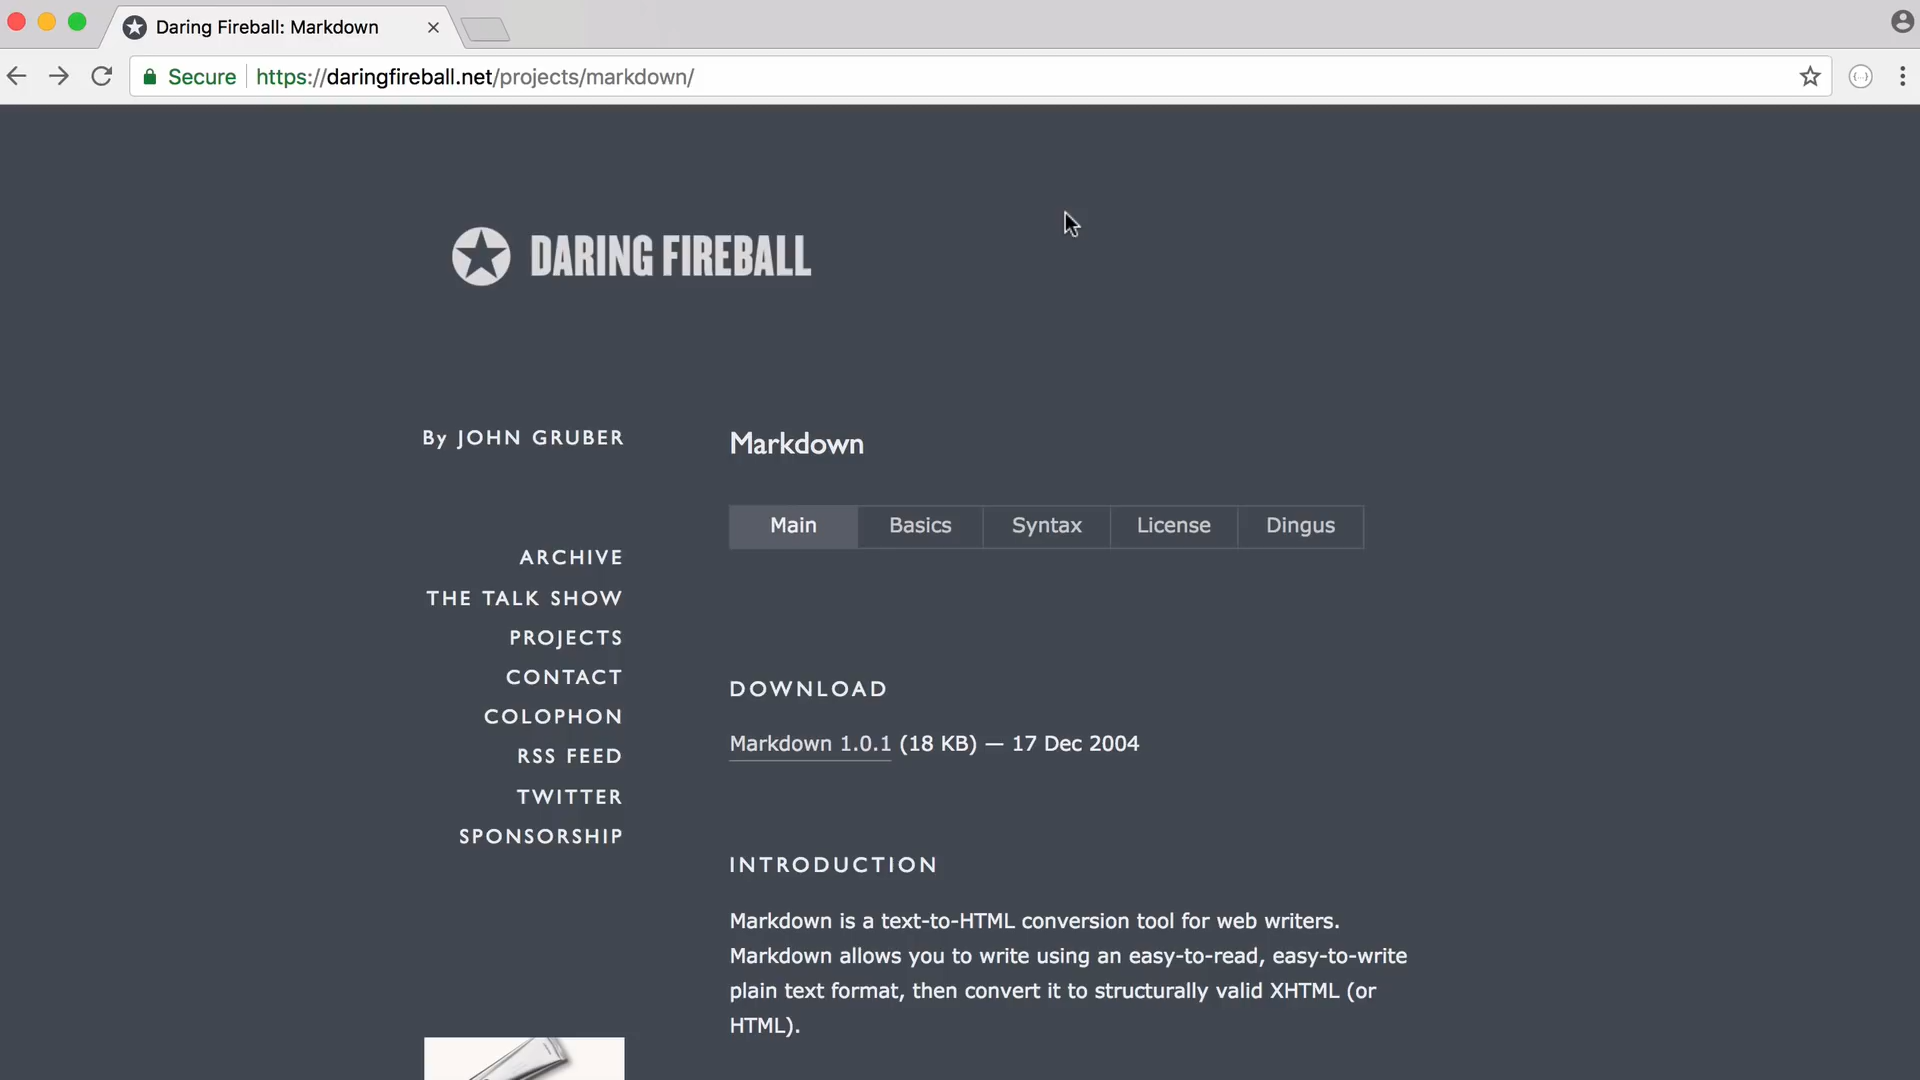 Daring Fireball: Markdown
Secure https://daringfireball.net/projects/markdown/
DARING FIREBALL
By JOHN GRUBER
ARCHIVE
THE TALK SHOW
PROJECTS
CONTACT
COLOPHON
RSS FEED
TWITTER
SPONSORSHIP
Markdown
Main Basics Syntax License Dingus
DOWNLOAD
Markdown 1.0.1 (18 KB) — 17 Dec 2004
INTRODUCTION
Markdown is a text-to-HTML conversion tool for web writers.
Markdown allows you to write using an easy-to-read, easy-to-write
plain text format, then convert it to structurally valid XHTML (or
HTML).